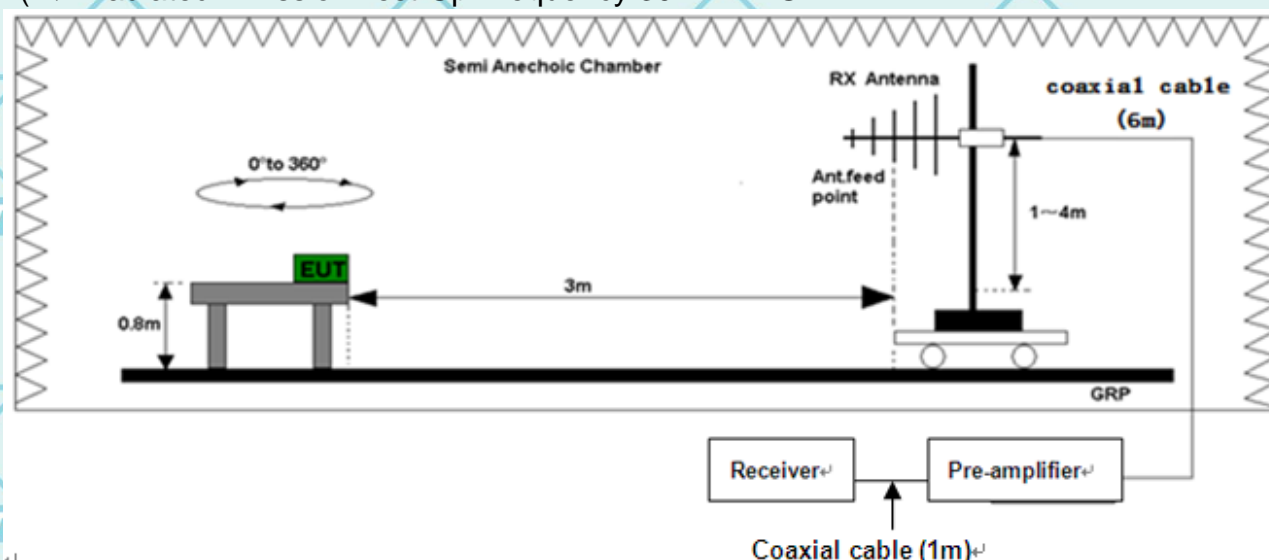 Semi Anechoic Chamber
RX Antenna
coaxial cable
(6m)
0°to 360°
Ant.feed
point
1～4m
EUT
3m
0.8m
GRP
Receiver↵
Pre-amplifier↵
Coaxial cable (1m)↵